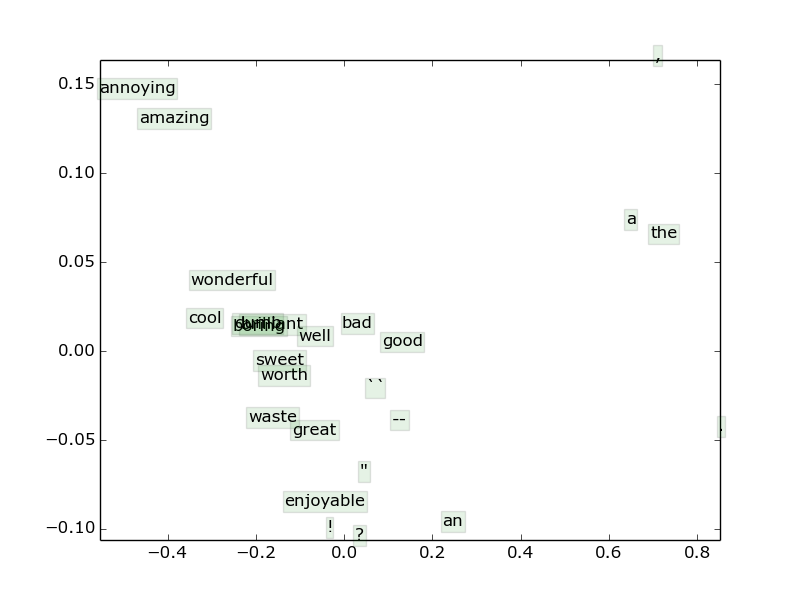 ,
0.15
annoying
amazing
0.10
a
the
0.05
wonderful
cool
boring
bad
well
0.00
good
sweet
worth
``
waste
--
great
.
−0.05
"
enjoyable
an
!
−0.10
?
−0.4
−0.2
0.0
0.2
0.4
0.6
0.8